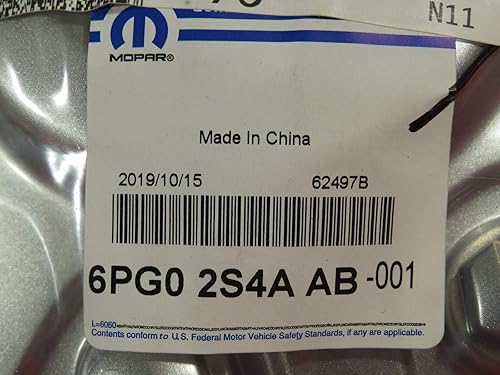 N11
MOPAR®
Made In China
2019/10/15 62497B
6PG0 2S4A AB -001
L=6060
Contents conform to U.S. Federal Motor Vehicle Safety Standards, if any are applicable.